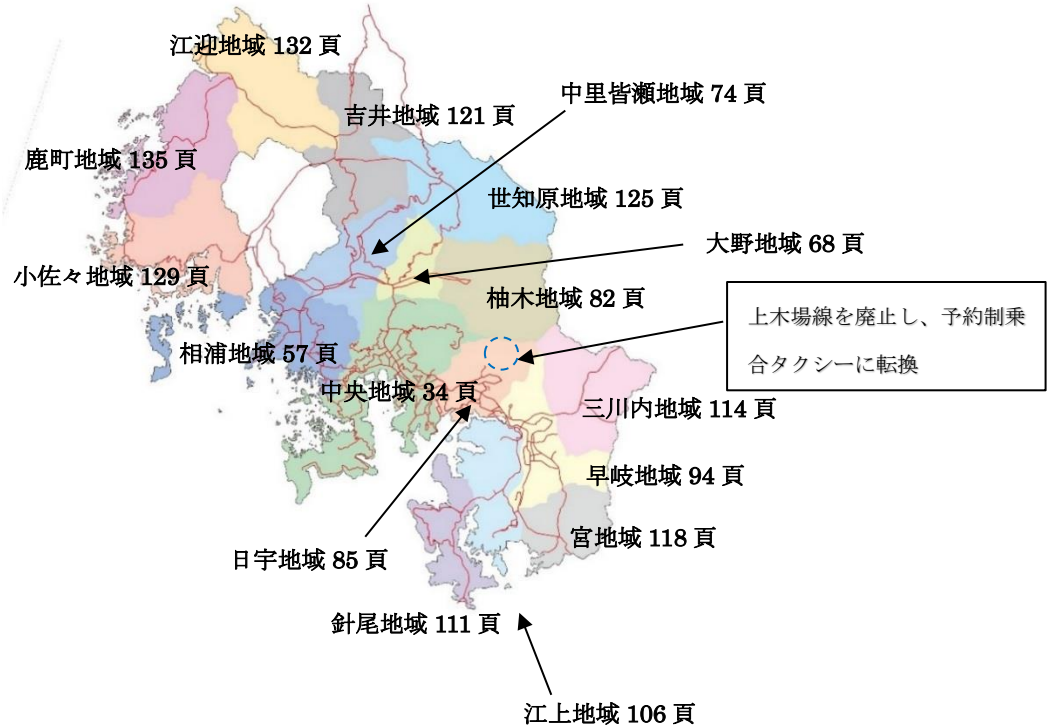 江迎地域 132 頁
中里皆瀬地域 74 頁
吉井地域 121 頁
鹿町地域 135 頁
世知原地域 125 頁
大野地域 68 頁
小佐々地域 129 頁
柚木地域 82 頁
上木場線を廃止し、予約制乗
合タクシーに転換
相浦地域 57 頁
中央地域 34 頁
三川内地域 114 頁
早岐地域 94 頁
宮地域 118 頁
日宇地域 85 頁
針尾地域 111 頁
江上地域 106 頁